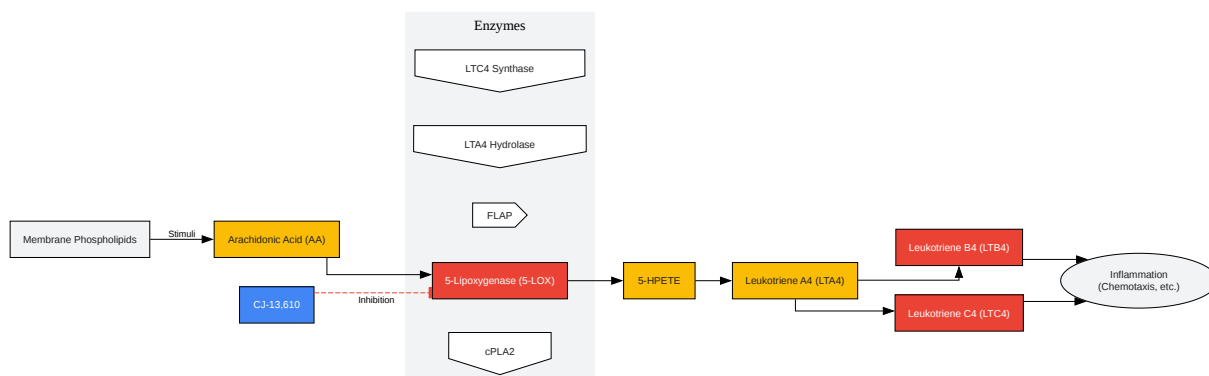 Enzymes
LTC4 Synthase
LTA4 Hydrolase
FLAP
Membrane Phospholipids
Stimuli
Arachidonic Acid (AA)
Leukotriene B4 (LTB4)
5-Lipoxygenase (5-LOX)
5-HPETE
Leukotriene A4 (LTA4)
Inflammation
(Chemotaxis, etc.)
CJ-13,610
Inhibition
Leukotriene C4 (LTC4)
cPLA2